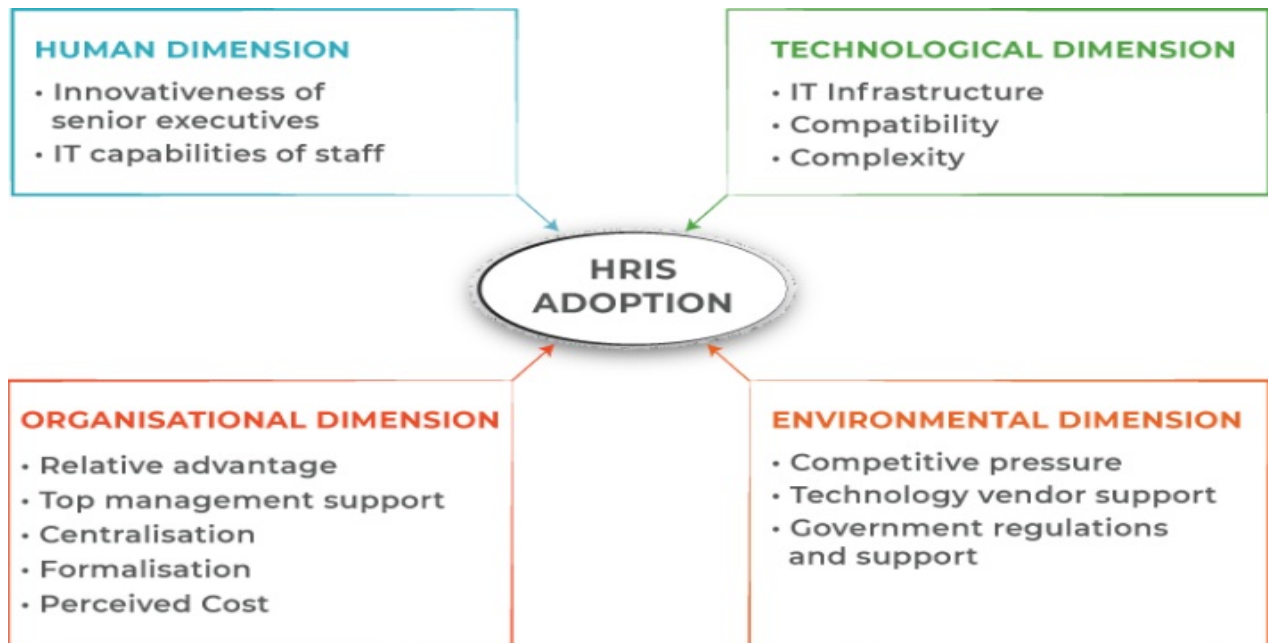 HUMAN DIMENSION
• Innovativeness of
senior executives
• IT capabilities of staff
TECHNOLOGICAL DIMENSION
• IT Infrastructure
• Compatibility
• Complexity
HRIS
ADOPTION
ORGANISATIONAL DIMENSION
• Relative advantage
• Top management support
• Centralisation
• Formalisation
• Perceived Cost
ENVIRONMENTAL DIMENSION
• Competitive pressure
• Technology vendor support
• Government regulations
and support